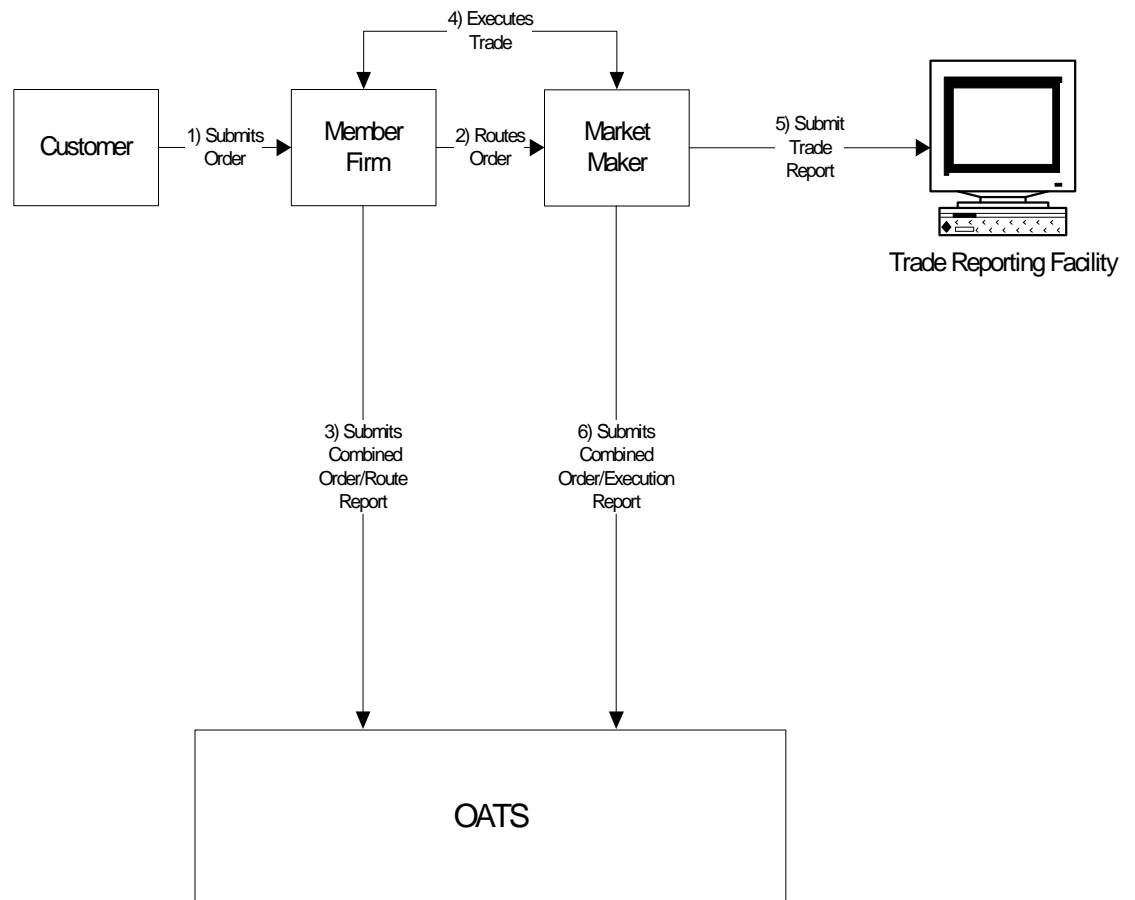 4) Executes
Trade
Customer
1) Submits
Order
Member
Firm
2) Routes
Order
Market
Maker
5) Submit
Trade
Report
Trade Reporting Facility
3) Submits
Combined
Order/Route
Report
6) Submits
Combined
Order/Execution
Report
OATS